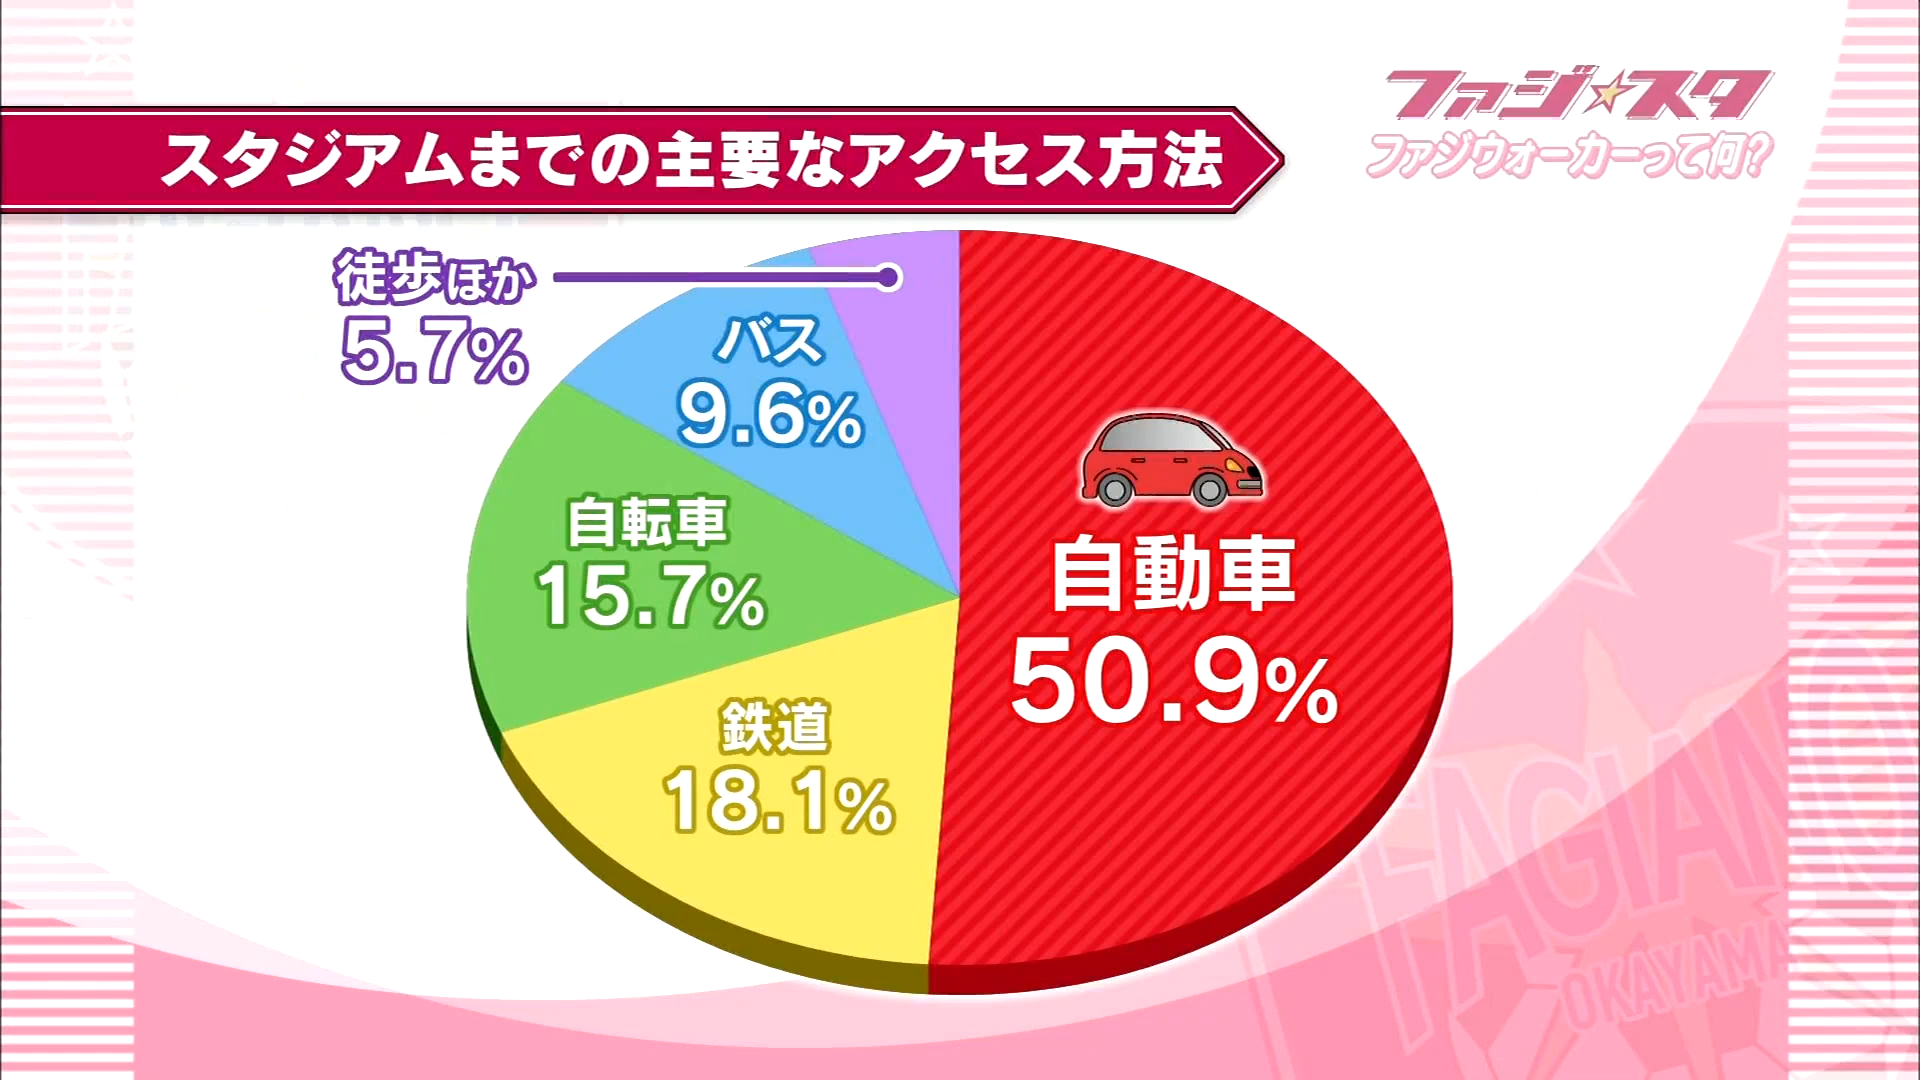 ファジ☆スタ
ファジウォーカーって何?
スタジアムまでの主要なアクセス方法
徒歩ほか
5.7%
バス
9.6%
自転車
15.7%
鉄道
18.1%
自動車
50.9%
FAGIANO
OKAYAMA